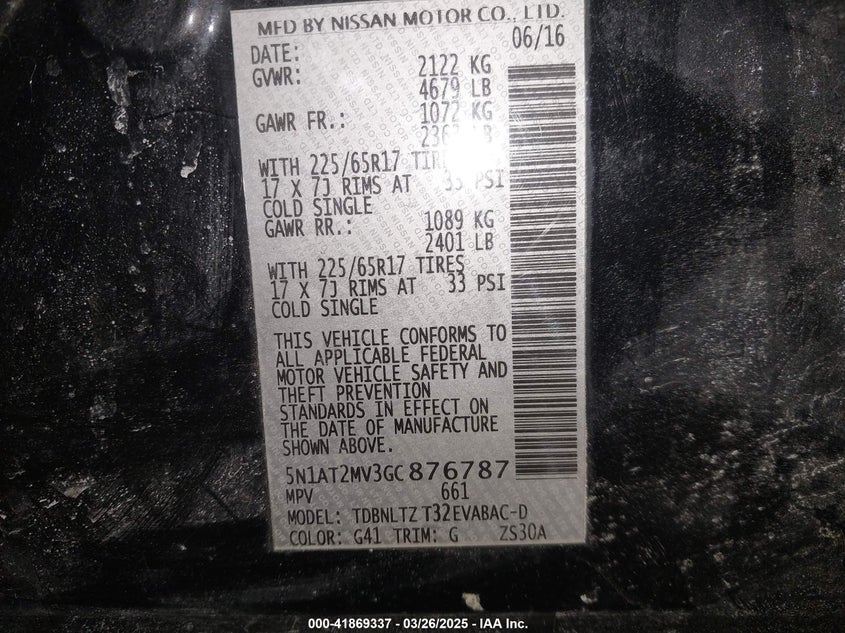 MFD BY NISSAN MOTOR CO., LTD.
DATE: 06/16
GVWR: 2122 KG
4679 LB
GAWR FR.: 1072 KG
LB
WITH 225/65R17
17 X 7J RIMS AT 33 PSI
COLD SINGLE
GAWR RR.: 1089 KG
2401 LB
WITH 225/65R17 TIRES
17 X 7J RIMS AT 33 PSI
COLD SINGLE
THIS VEHICLE CONFORMS TO
ALL APPLICABLE FEDERAL
MOTOR VEHICLE SAFETY AND
THEFT PREVENTION
STANDARDS IN EFFECT ON
THE DATE OF MANUFACTURE
SHOWN ABOVE.
5N1AT2MV3GC876787
MPV 661
MODEL: TDBNLTZ T32EVABAC-D
COLOR: G41 TRIM: G ZS30A
000-41869337 - 03/26/2025 - IAA Inc.